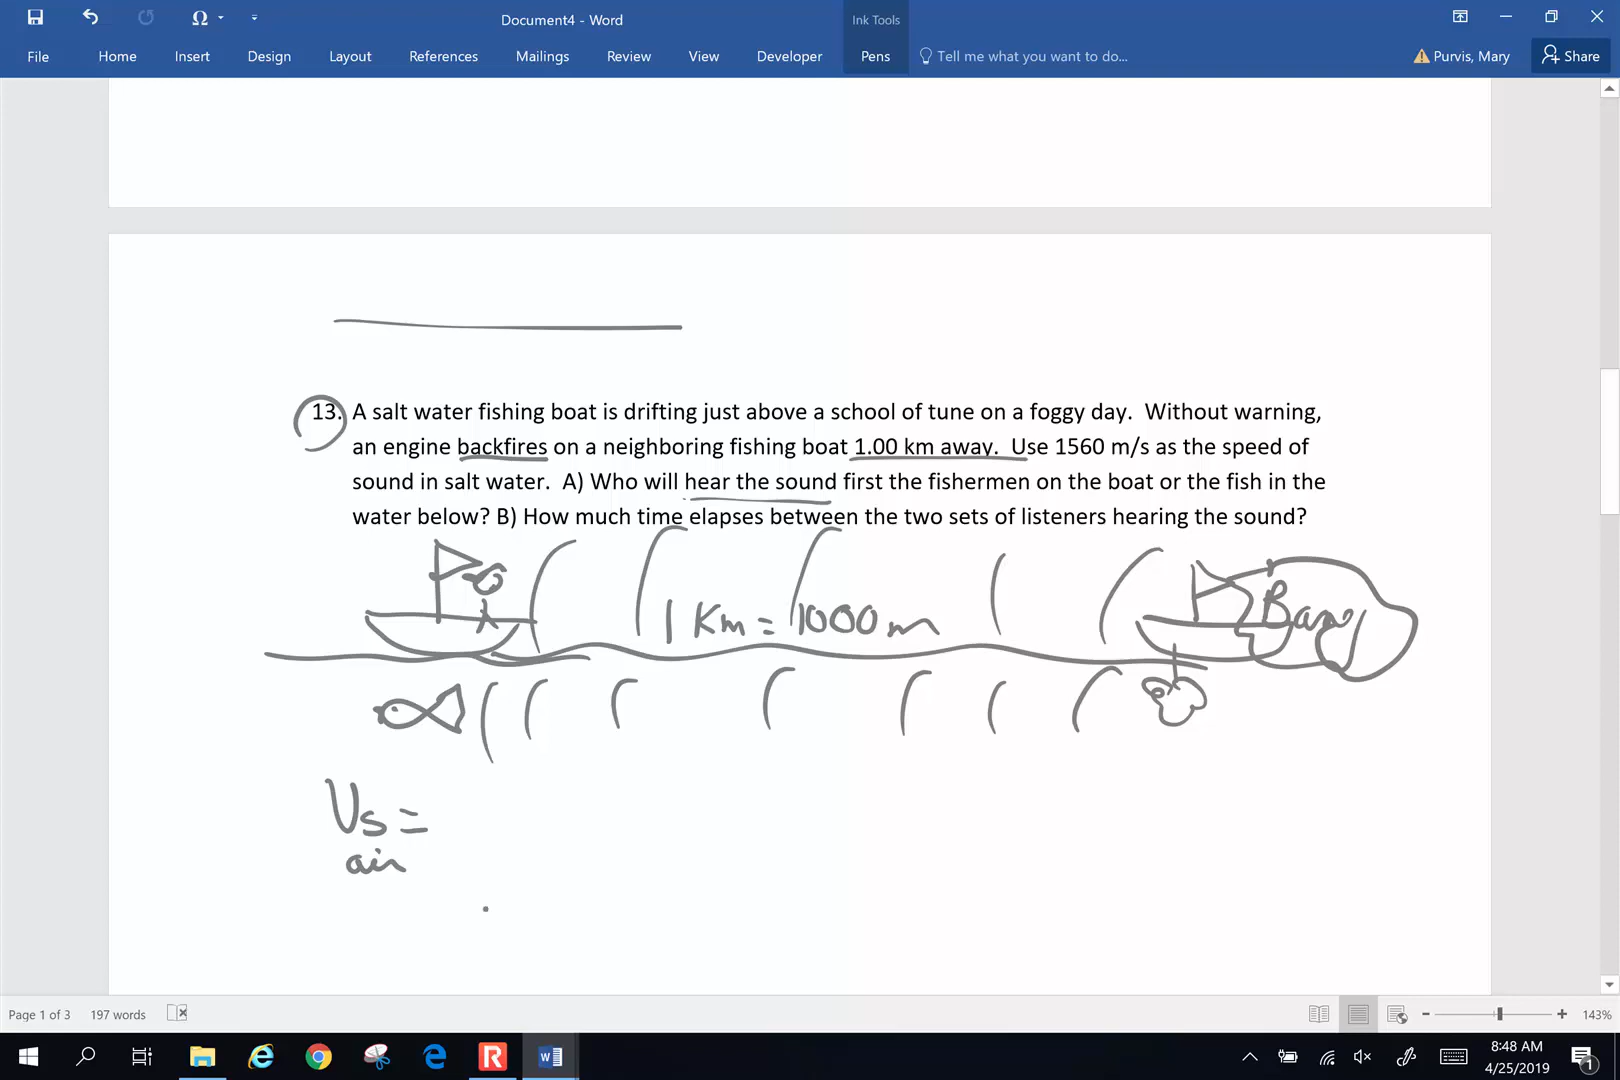 Document4 - Word
Ink Tools
File Home Insert Design Layout References Mailings Review View Developer Pens Tell me what you want to do... Purvis, Mary Share
13. A salt water fishing boat is drifting just above a school of tune on a foggy day. Without warning,
an engine backfires on a neighboring fishing boat 1.00 km away. Use 1560 m/s as the speed of
sound in salt water. A) Who will hear the sound first the fishermen on the boat or the fish in the
water below? B) How much time elapses between the two sets of listeners hearing the sound?
1 Km = 1000 m
Bang
Vs =
air
Page 1 of 3 197 words 143%
8:48 AM
4/25/2019
1